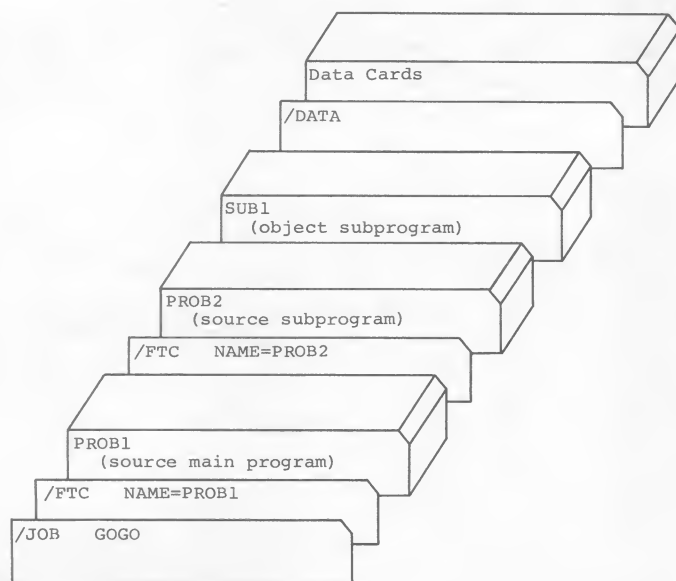 Data Cards
/DATA
SUB1
(object subprogram)
PROB2
(source subprogram)
/FTC NAME=PROB2
PROB1
(source main program)
/FTC NAME=PROB1
/JOB GOGO